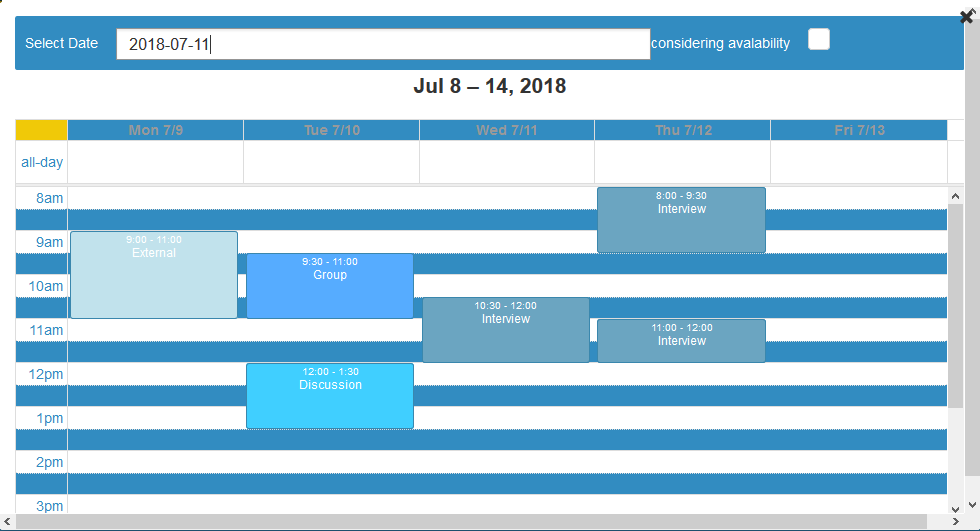 Select Date 2018-07-11 considering avalability
Jul 8 – 14, 2018
Mon 7/9 Tue 7/10 Wed 7/11 Thu 7/12 Fri 7/13
all-day
8am
8:00 - 9:30
Interview
9am
9:00 - 11:00
External
9:30 - 11:00
Group
10am
10:30 - 12:00
Interview
11am
11:00 - 12:00
Interview
12pm
12:00 - 1:30
Discussion
1pm
2pm
3pm